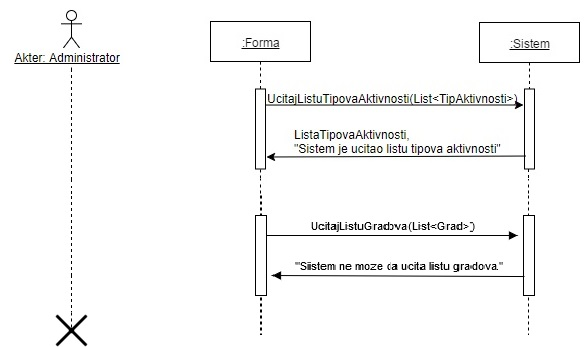 Akter: Administrator
:Forma
:Sistem
UcitajListuTipovaAktivnosti(List<TipAktivnosti>)
ListaTipovaAktivnosti,
"Sistem je ucitao listu tipova aktivnosti"
UcitajListuGradova(List<Grad>)
"Siistem ne moze da ucita listu gradova."